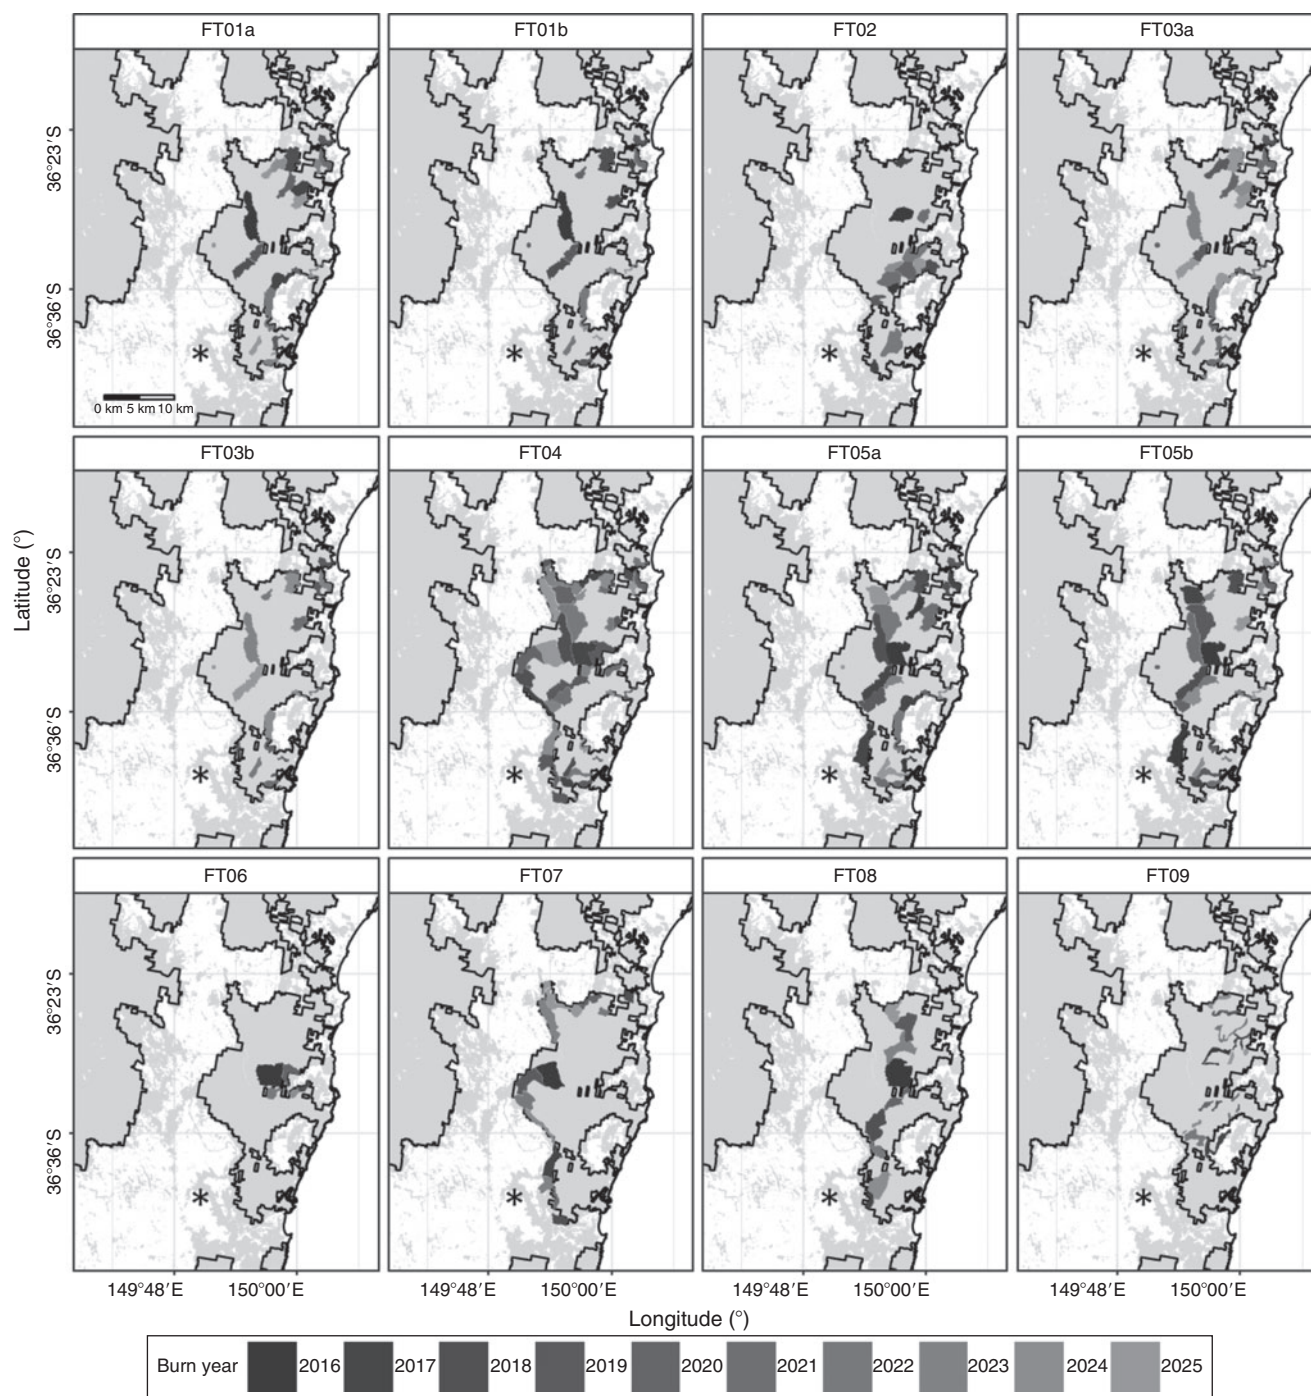 FT01a FT01b FT02 FT03a
36°23′S
36°36′S
0 km 5 km 10 km
FT03b FT04 FT05a FT05b
Latitude (°)
36°23′S
36°36′S
FT06 FT07 FT08 FT09
36°23′S
36°36′S
149°48′E 150°00′E 149°48′E 150°00′E 149°48′E 150°00′E 149°48′E 150°00′E
Longitude (°)
Burn year 2016 2017 2018 2019 2020 2021 2022 2023 2024 2025